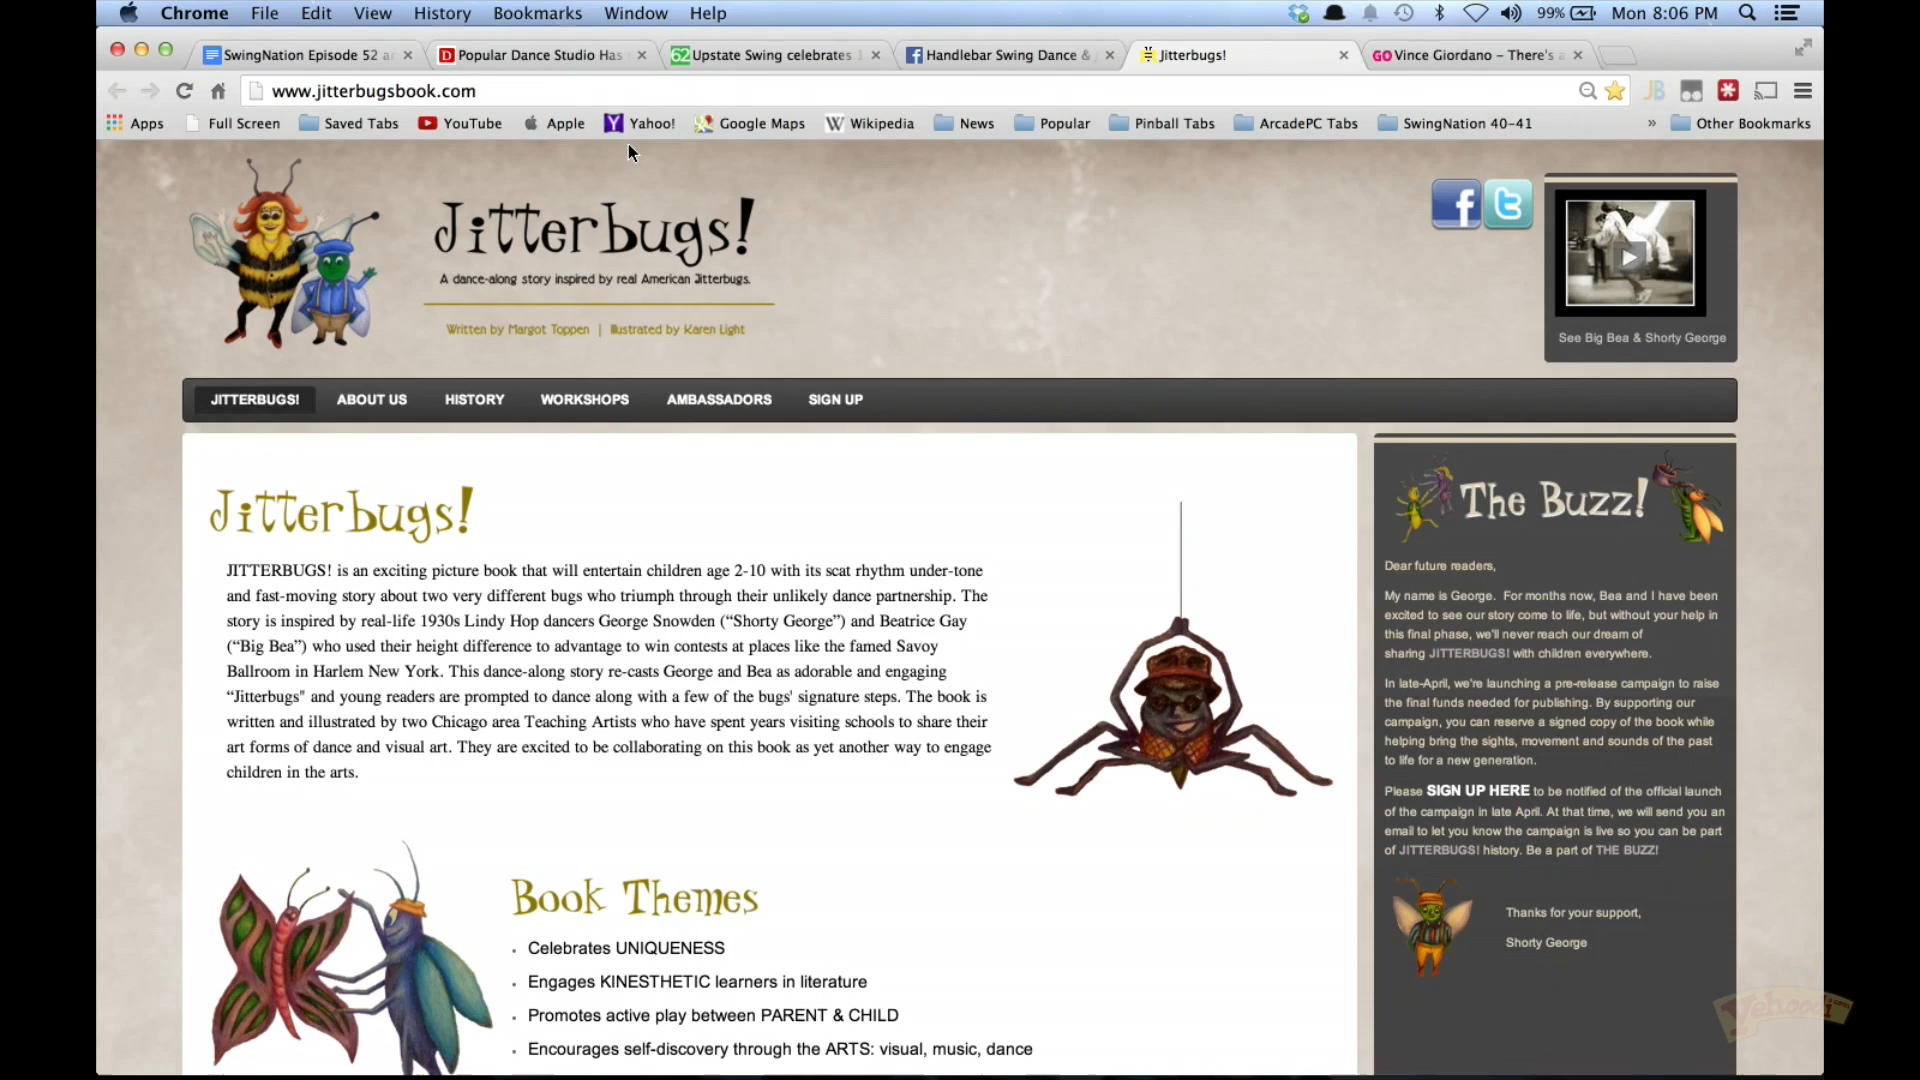 Chrome File Edit View History Bookmarks Window Help 99% Mon 8:06 PM
SwingNation Episode 52 Popular Dance Studio Has 62 Upstate Swing celebrates Handlebar Swing Dance & Jitterbugs! GO Vince Giordano – There's
www.jitterbugsbook.com JB
Apps Full Screen Saved Tabs YouTube Apple Yahoo! Google Maps Wikipedia News Popular Pinball Tabs ArcadePC Tabs SwingNation 40-41 » Other Bookmarks
Jitterbugs!
A dance-along story inspired by real American Jitterbugs.
Written by Margot Toppen | Illustrated by Karen Light
See Big Bea & Shorty George
JITTERBUGS! ABOUT US HISTORY WORKSHOPS AMBASSADORS SIGN UP
Jitterbugs!
JITTERBUGS! is an exciting picture book that will entertain children age 2-10 with its scat rhythm under-tone
and fast-moving story about two very different bugs who triumph through their unlikely dance partnership. The
story is inspired by real-life 1930s Lindy Hop dancers George Snowden (“Shorty George”) and Beatrice Gay
(“Big Bea”) who used their height difference to advantage to win contests at places like the famed Savoy
Ballroom in Harlem New York. This dance-along story re-casts George and Bea as adorable and engaging
“Jitterbugs" and young readers are prompted to dance along with a few of the bugs' signature steps. The book is
written and illustrated by two Chicago area Teaching Artists who have spent years visiting schools to share their
art forms of dance and visual art. They are excited to be collaborating on this book as yet another way to engage
children in the arts.
Book Themes
Celebrates UNIQUENESS
Engages KINESTHETIC learners in literature
Promotes active play between PARENT & CHILD
Encourages self-discovery through the ARTS: visual, music, dance
The Buzz!
Dear future readers,
My name is George. For months now, Bea and I have been
excited to see our story come to life, but without your help in
this final phase, we'll never reach our dream of
sharing JITTERBUGS! with children everywhere.
In late-April, we're launching a pre-release campaign to raise
the final funds needed for publishing. By supporting our
campaign, you can reserve a signed copy of the book while
helping bring the sights, movement and sounds of the past
to life for a new generation.
Please SIGN UP HERE to be notified of the official launch
of the campaign in late April. At that time, we will send you an
email to let you know the campaign is live so you can be part
of JITTERBUGS! history. Be a part of THE BUZZ!
Thanks for your support,
Shorty George
Yehoodi